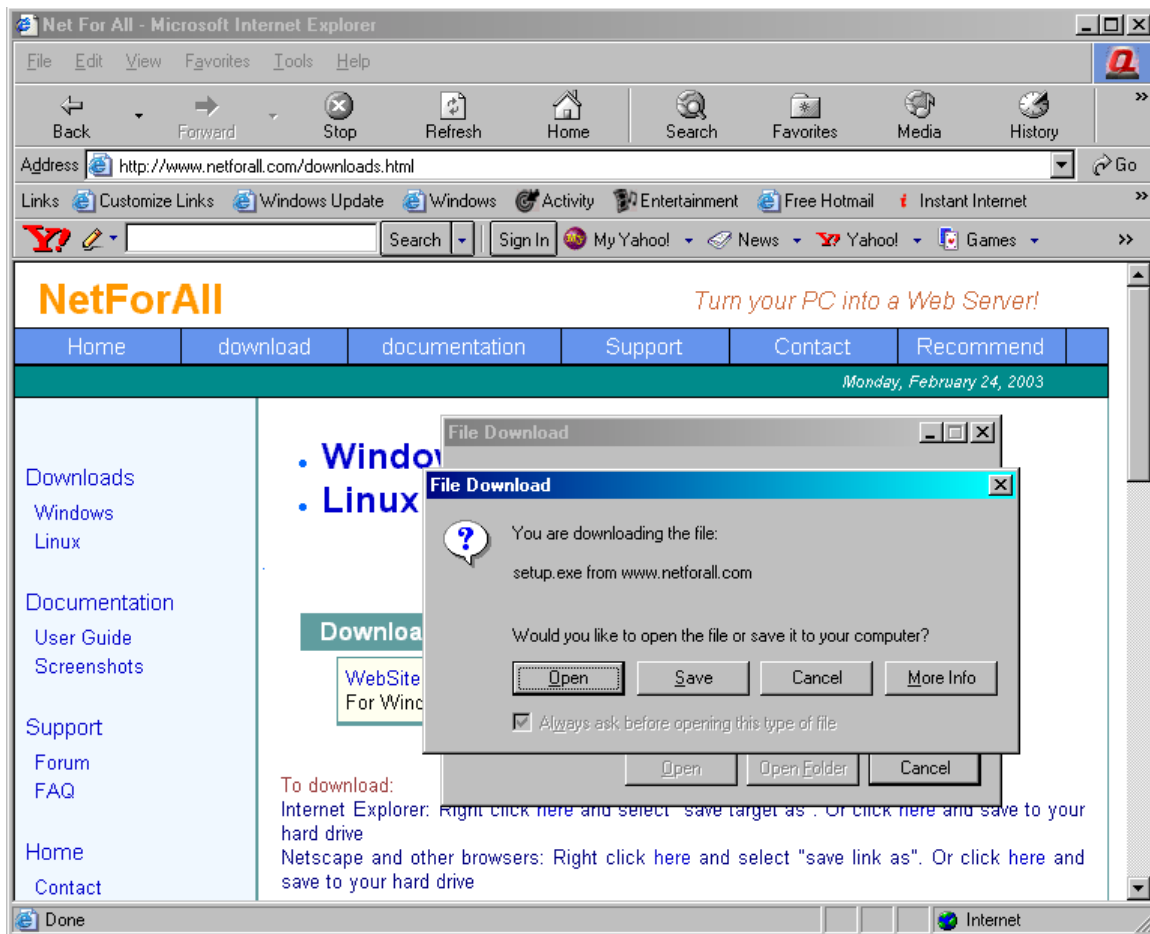 Net For All - Microsoft Internet Explorer
File Edit View Favorites Tools Help
Back Forward Stop Refresh Home Search Favorites Media History »
Address http://www.netforall.com/downloads.html Go
Links Customize Links Windows Update Windows Activity Entertainment Free Hotmail Instant Internet »
Y! Search Sign In My Yahoo! News Yahoo! Games »
NetForAll Turn your PC into a Web Server!
Home download documentation Support Contact Recommend
Monday, February 24, 2003
Downloads
Windows
Linux
Documentation
User Guide
Screenshots
Support
Forum
FAQ
Home
Contact
• Window
• Linux
Downloa
WebSite
For Wind
File Download
File Download
You are downloading the file:
setup.exe from www.netforall.com
Would you like to open the file or save it to your computer?
Open Save Cancel More Info
Always ask before opening this type of file
Open Open Folder Cancel
To download:
Internet Explorer: Right click here and select "save target as". Or click here and save to your
hard drive
Netscape and other browsers: Right click here and select "save link as". Or click here and
save to your hard drive
Done Internet